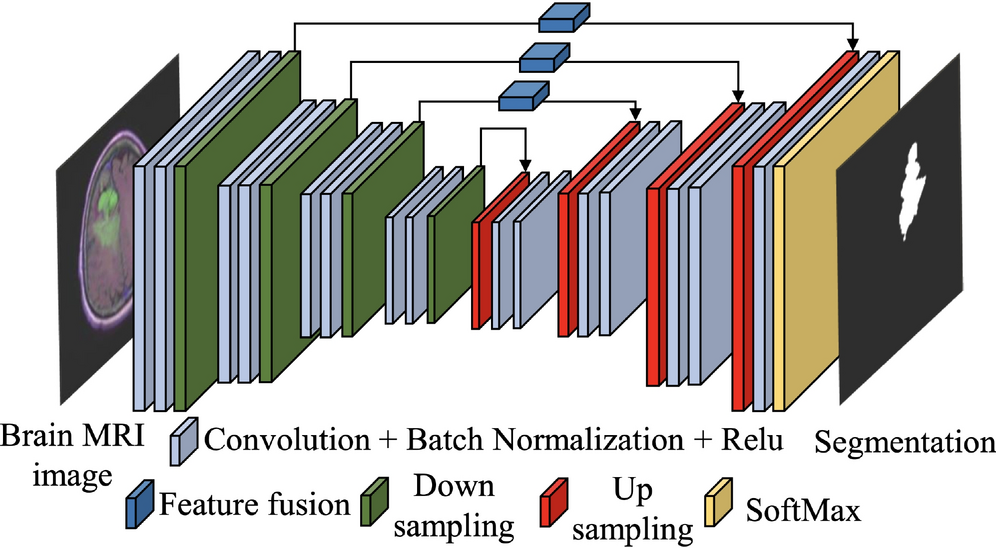 Brain MRI
image
Convolution + Batch Normalization + Relu
Segmentation
Feature fusion
Down
sampling
Up
sampling
SoftMax